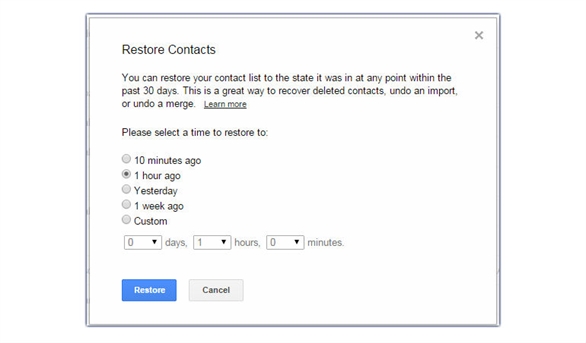 Restore Contacts
You can restore your contact list to the state it was in at any point within the
past 30 days. This is a great way to recover deleted contacts, undo an import,
or undo a merge. Learn more
Please select a time to restore to:
10 minutes ago
1 hour ago
Yesterday
1 week ago
Custom
0 days, 1 hours, 0 minutes.
Restore Cancel